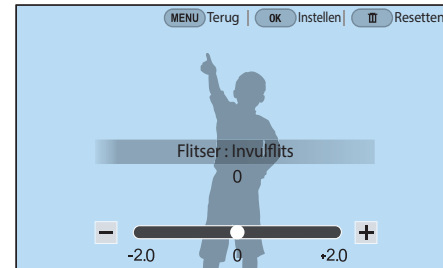 MENU Terug | OK Instellen | Resetten
Flitser : Invulflits
0
− +
-2.0 0 +2.0